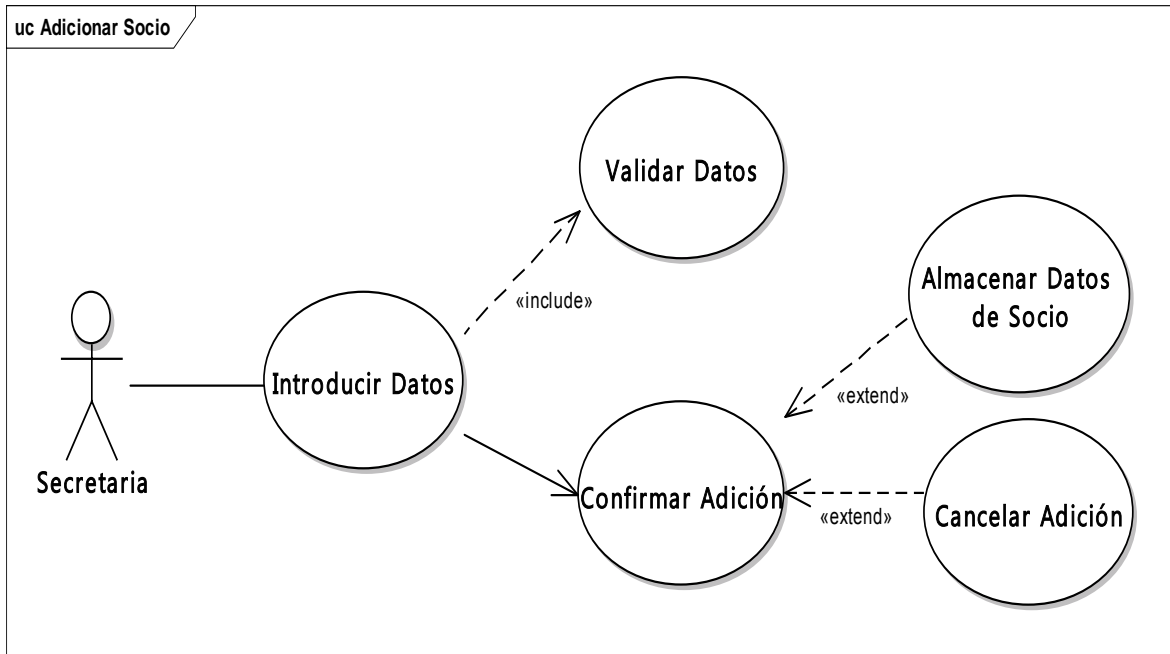 uc Adicionar Socio
Validar Datos
Almacenar Datos
de Socio
«include»
Introducir Datos
«extend»
Secretaria
Confirmar Adición
«extend»
Cancelar Adición